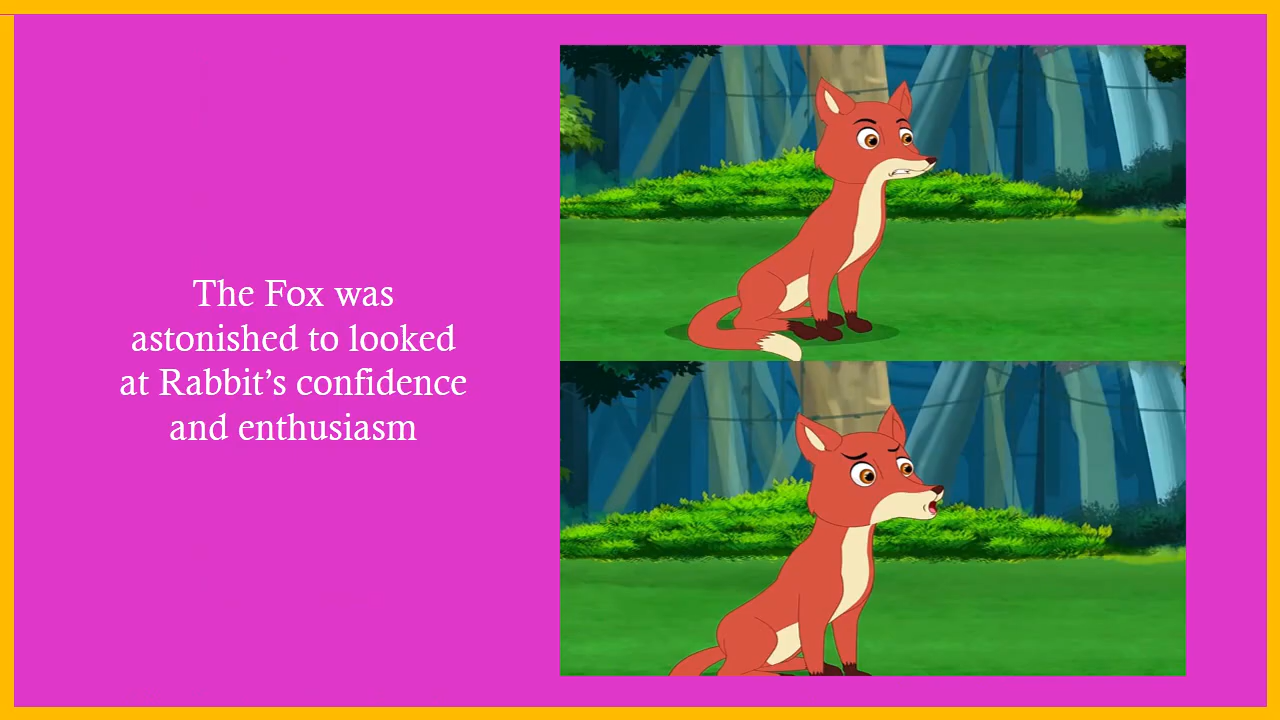 The Fox was
astonished to looked
at Rabbit’s confidence
and enthusiasm